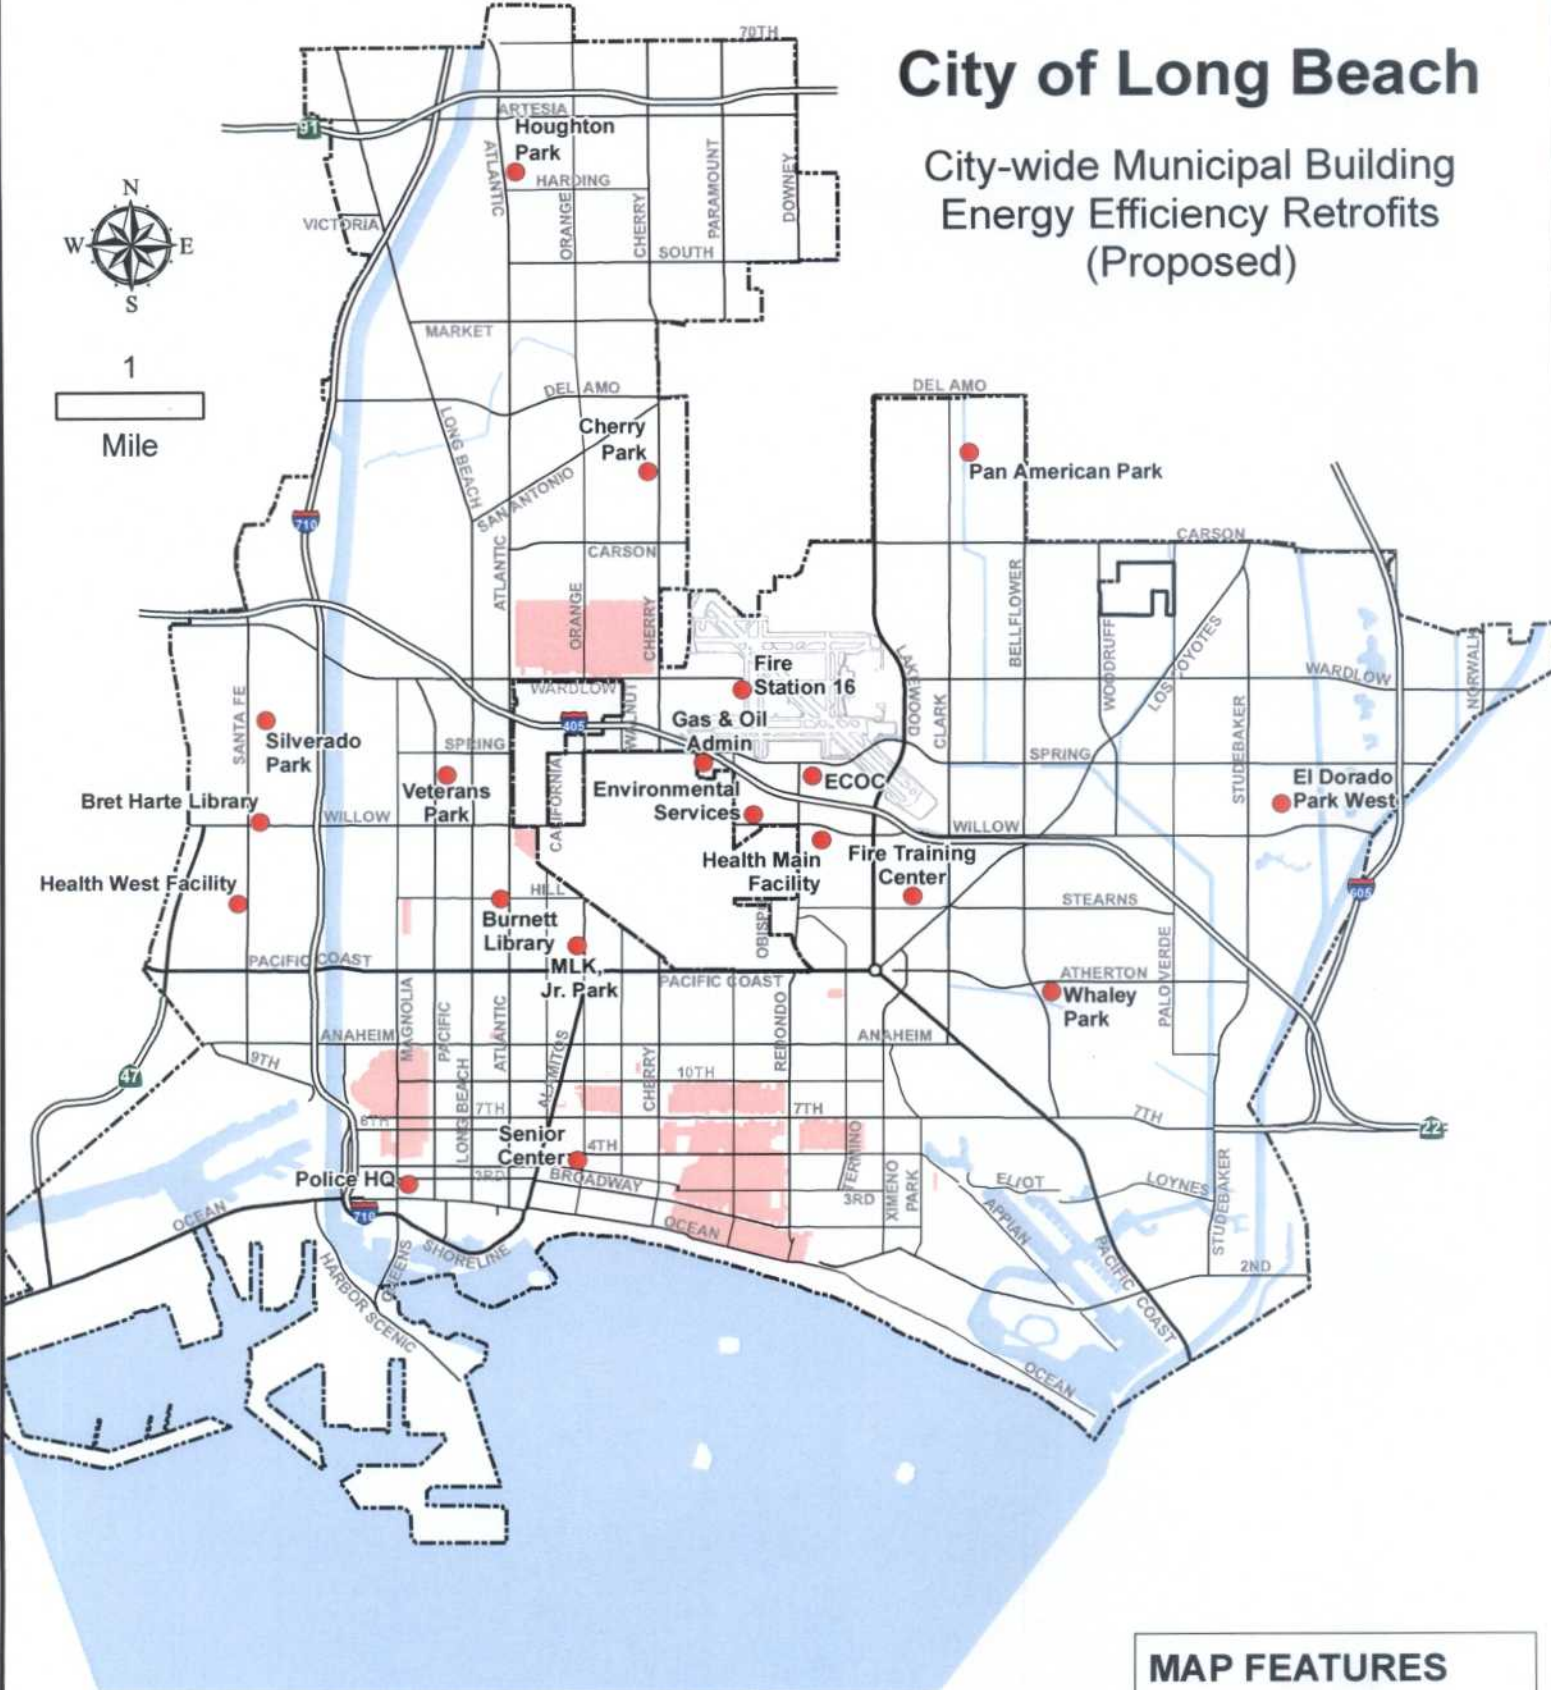 City of Long Beach
City-wide Municipal Building
Energy Efficiency Retrofits
(Proposed)
N
W
E
S
1
Mile
70TH
91
ARTESIA
Houghton
Park
ATLANTIC
HARDING
ORANGE
CHERRY
PARAMOUNT
DOWNEY
VICTORIA
SOUTH
MARKET
DEL AMO
DEL AMO
LONG BEACH
Cherry
Park
SAN ANTONIO
Pan American Park
710
CARSON
CARSON
ATLANTIC
ORANGE
CHERRY
BELLFLOWER
WOODRUFF
LOS COYOTES
LAKEWOOD
CLARK
WARDLOW
NORWALK
Fire
Station 16
WARDLOW
WALNUT
405
Gas & Oil
Admin
SANTA FE
Silverado
Park
SPRING
SPRING
STUDEBAKER
Veterans
Park
CALIFORNIA
Environmental
Services
ECOC
El Dorado
Park West
Bret Harte Library
WILLOW
WILLOW
Health Main
Facility
Fire Training
Center
Health West Facility
HILL
STEARNS
605
Burnett
Library
OBISPO
PALO VERDE
PACIFIC COAST
MLK,
Jr. Park
PACIFIC COAST
ATHERTON
Whaley
Park
MAGNOLIA
PACIFIC
ATLANTIC
REDONDO
ANAHEIM
ANAHEIM
ALAMITOS
9TH
47
LONG BEACH
CHERRY
10TH
7TH
7TH
7TH
22
6TH
Senior
Center
4TH
TERMINO
Police HQ
3RD
BROADWAY
3RD
XIMENO
PARK
ELIOT
LOYNES
STUDEBAKER
710
OCEAN
OCEAN
APPIAN
SHORELINE
QUEENS
HARBOR SCENIC
PACIFIC COAST
2ND
OCEAN
MAP FEATURES